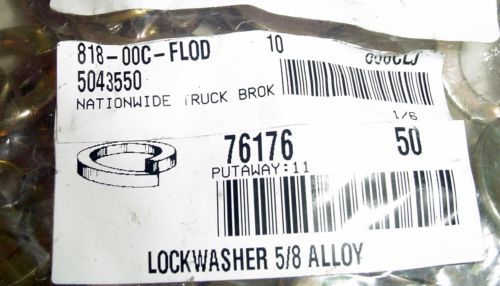 818-00C-FLOD 10
5043550
NATIONWIDE TRUCK BROK
1/6
76176 50
PUTAWAY:11
LOCKWASHER 5/8 ALLOY